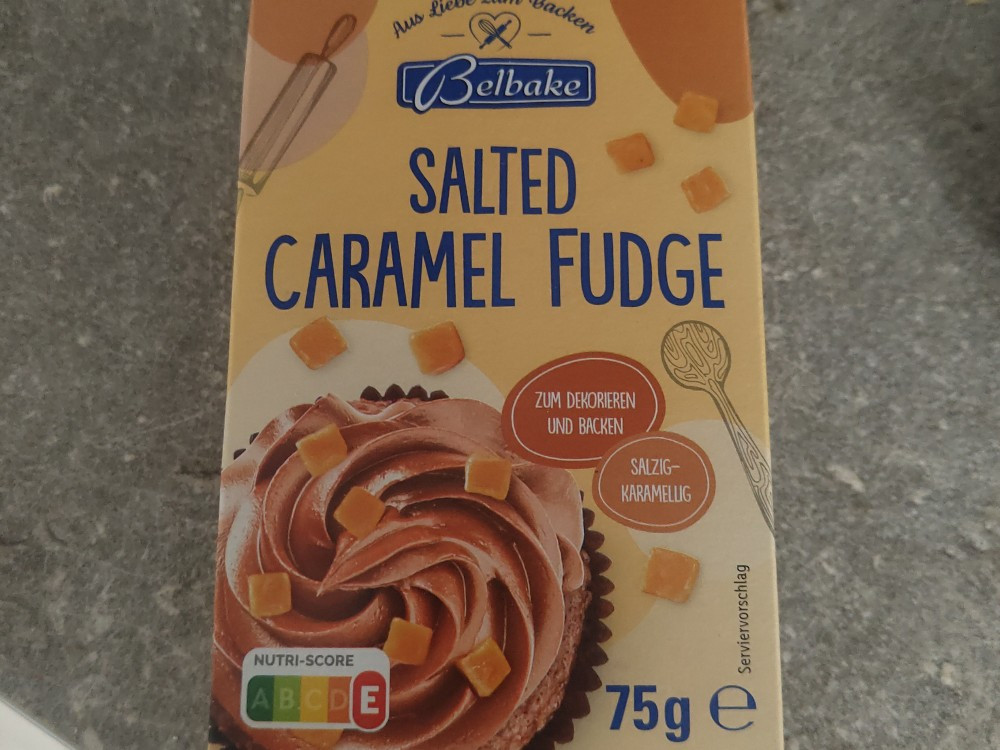 Aus Liebe zum Backen
Belbake
SALTED
CARAMEL FUDGE
ZUM DEKORIEREN
UND BACKEN
SALZIG-
KARAMELLIG
Serviervorschlag
NUTRI-SCORE
A B C D E
75g e